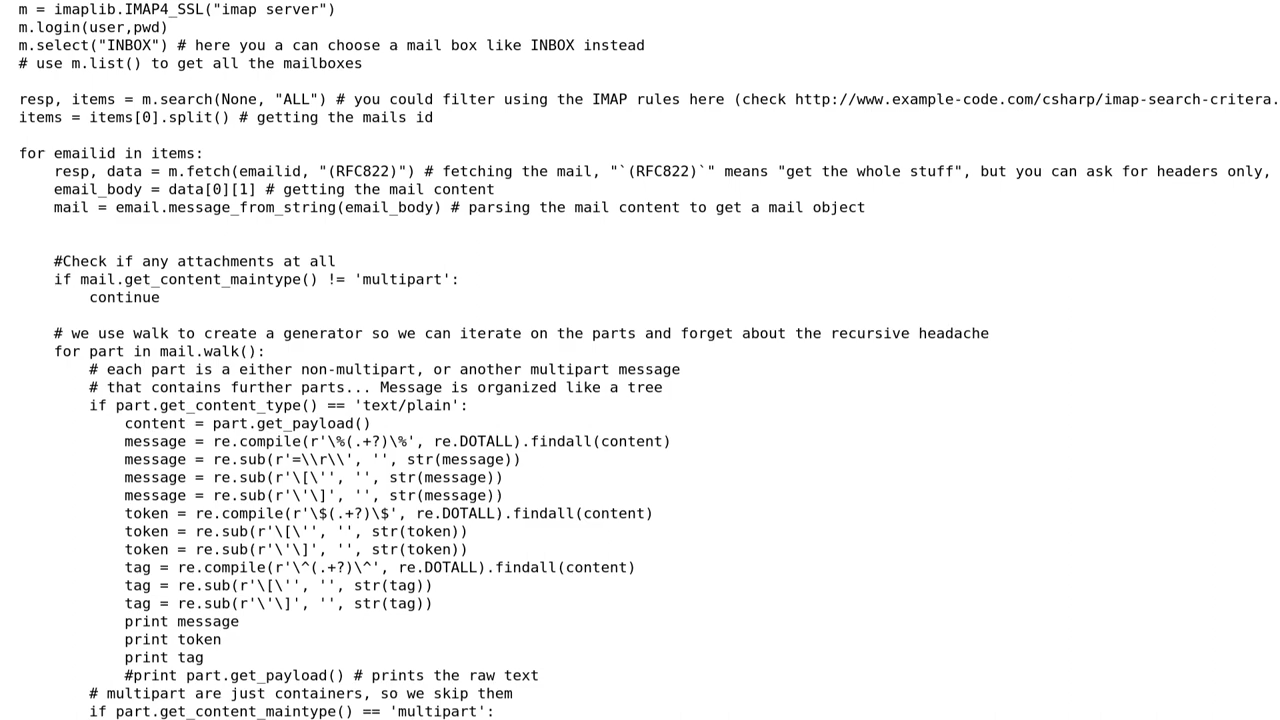 m = imaplib.IMAP4_SSL("imap server")
m.login(user,pwd)
m.select("INBOX") # here you a can choose a mail box like INBOX instead
# use m.list() to get all the mailboxes

resp, items = m.search(None, "ALL") # you could filter using the IMAP rules here (check http://www.example-code.com/csharp/imap-search-critera.
items = items[0].split() # getting the mails id

for emailid in items:
    resp, data = m.fetch(emailid, "(RFC822)") # fetching the mail, "`(RFC822)`" means "get the whole stuff", but you can ask for headers only,
    email_body = data[0][1] # getting the mail content
    mail = email.message_from_string(email_body) # parsing the mail content to get a mail object


    #Check if any attachments at all
    if mail.get_content_maintype() != 'multipart':
        continue

    # we use walk to create a generator so we can iterate on the parts and forget about the recursive headache
    for part in mail.walk():
        # each part is a either non-multipart, or another multipart message
        # that contains further parts... Message is organized like a tree
        if part.get_content_type() == 'text/plain':
            content = part.get_payload()
            message = re.compile(r'\%(.+?)\%', re.DOTALL).findall(content)
            message = re.sub(r'=\\r\\', '', str(message))
            message = re.sub(r'\[\'', '', str(message))
            message = re.sub(r'\'\]', '', str(message))
            token = re.compile(r'\$(.+?)\$', re.DOTALL).findall(content)
            token = re.sub(r'\[\'', '', str(token))
            token = re.sub(r'\'\]', '', str(token))
            tag = re.compile(r'\^(.+?)\^', re.DOTALL).findall(content)
            tag = re.sub(r'\[\'', '', str(tag))
            tag = re.sub(r'\'\]', '', str(tag))
            print message
            print token
            print tag
            #print part.get_payload() # prints the raw text
        # multipart are just containers, so we skip them
        if part.get_content_maintype() == 'multipart':